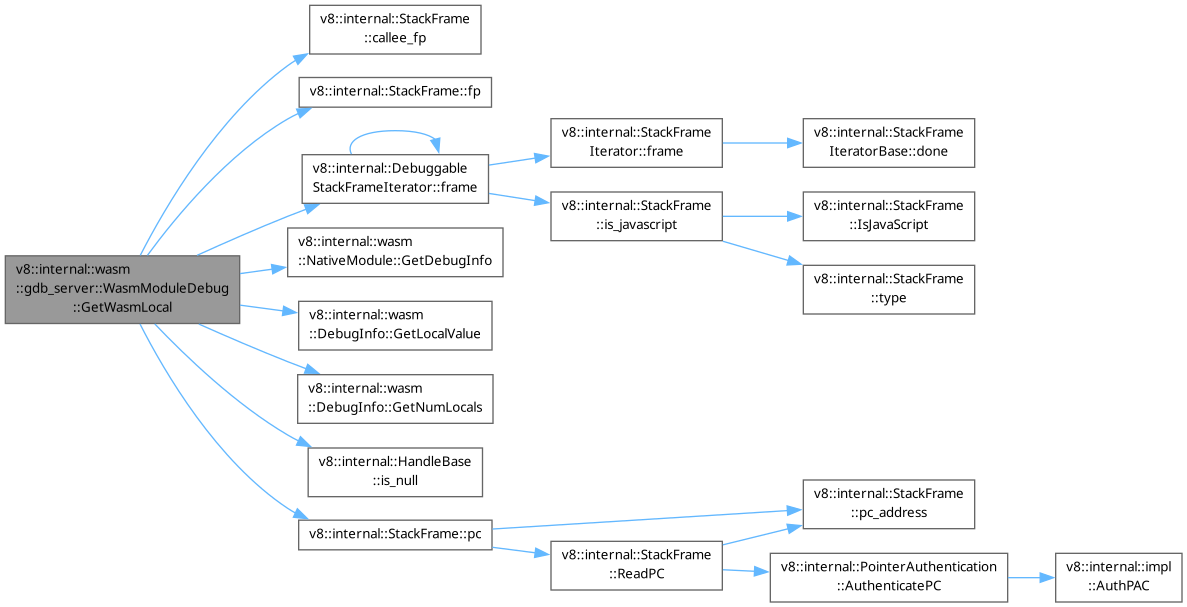 v8::internal::StackFrame
::callee_fp
v8::internal::StackFrame::fp
v8::internal::StackFrame
Iterator::frame
v8::internal::StackFrame
IteratorBase::done
v8::internal::Debuggable
StackFrameIterator::frame
v8::internal::StackFrame
::is_javascript
v8::internal::StackFrame
::IsJavaScript
v8::internal::wasm
::NativeModule::GetDebugInfo
v8::internal::wasm
::gdb_server::WasmModuleDebug
::GetWasmLocal
v8::internal::StackFrame
::type
v8::internal::wasm
::DebugInfo::GetLocalValue
v8::internal::wasm
::DebugInfo::GetNumLocals
v8::internal::HandleBase
::is_null
v8::internal::StackFrame
::pc_address
v8::internal::StackFrame::pc
v8::internal::StackFrame
::ReadPC
v8::internal::PointerAuthentication
::AuthenticatePC
v8::internal::impl
::AuthPAC